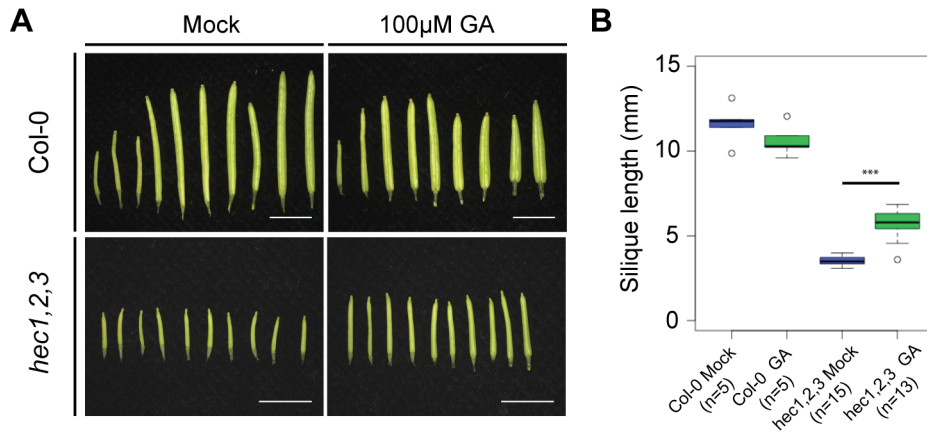 A
Mock
100µM GA
Col-0
hec1,2,3
B
Silique length (mm)
15
10
5
0
***
Col-0 Mock
(n=5)
Col-0 GA
(n=5)
hec1,2,3 Mock
(n=15)
hec1,2,3 GA
(n=13)